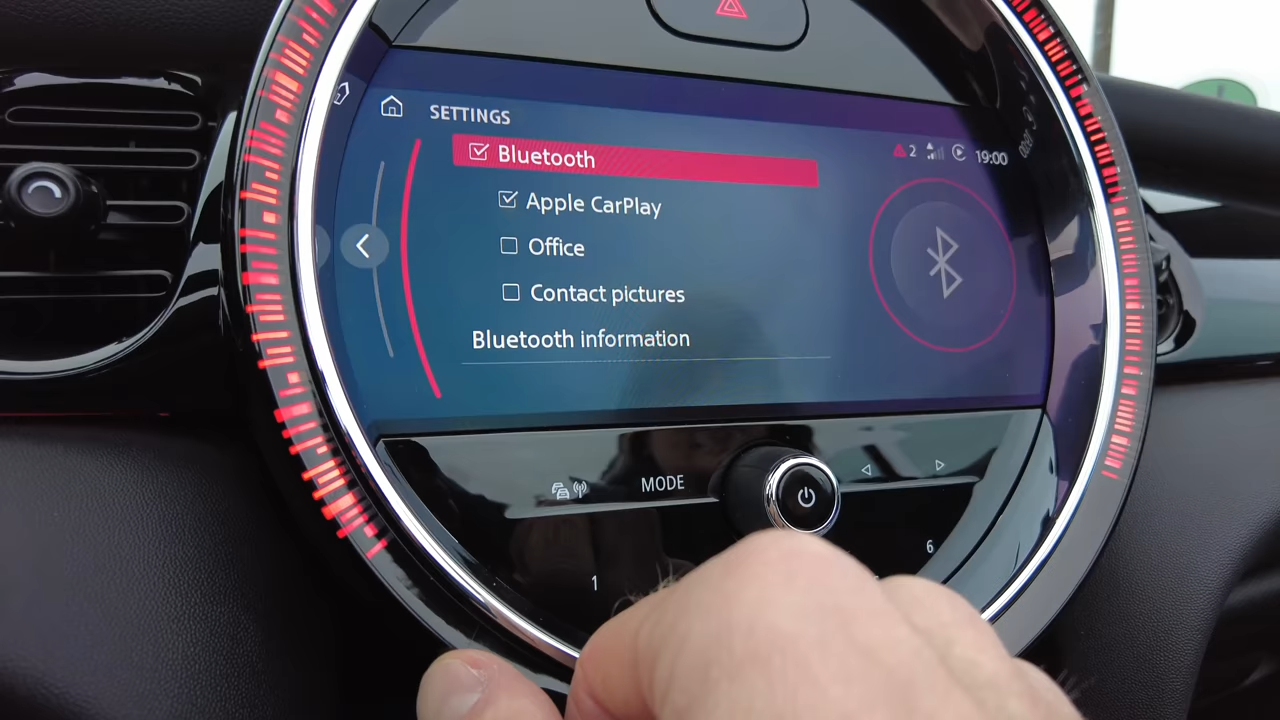 SETTINGS
2 19:00
Bluetooth
Apple CarPlay
Office
Contact pictures
Bluetooth information
MODE
1
6